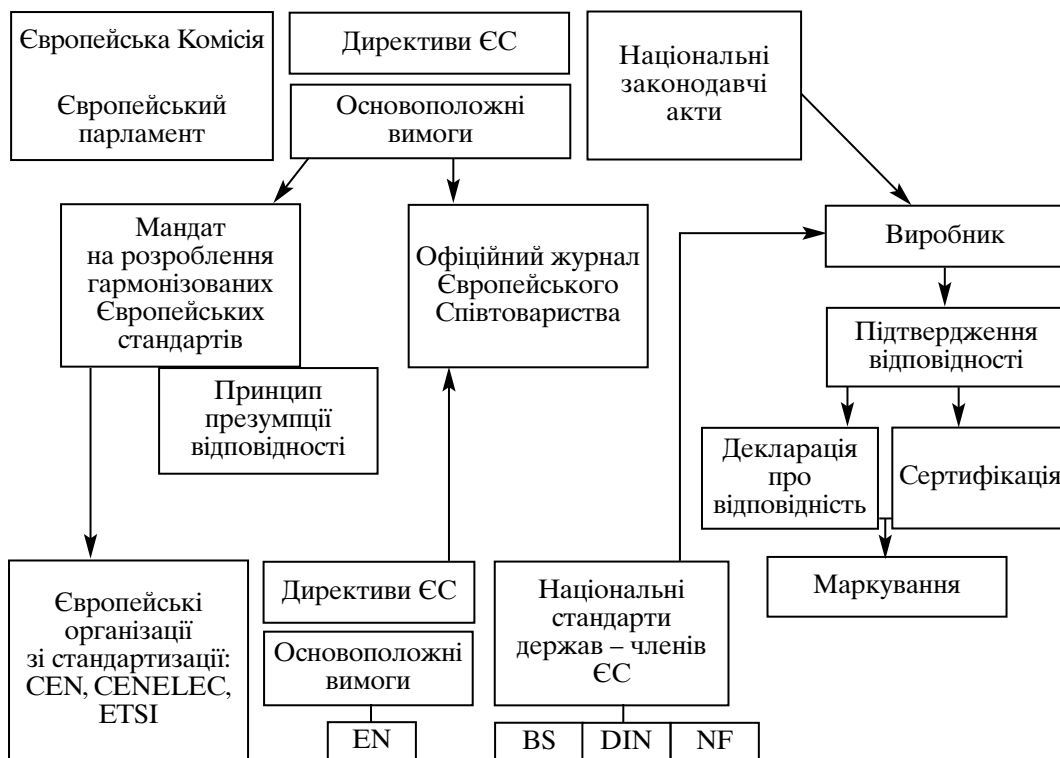 Європейська Комісія
Європейський
парламент
Директиви ЄС
Основоположні
вимоги
Національні
законодавчі
акти
Мандат
на розроблення
гармонізованих
Європейських
стандартів
Принцип
презумпції
відповідності
Офіційний журнал
Європейського
Співтовариства
Виробник
Підтвердження
відповідності
Декларація
про
відповідність
Сертифікація
Маркування
Європейські
організації
зі стандартизації:
CEN, CENELEC,
ETSI
Директиви ЄС
Основоположні
вимоги
EN
Національні
стандарти
держав – членів
ЄС
BS
DIN
NF